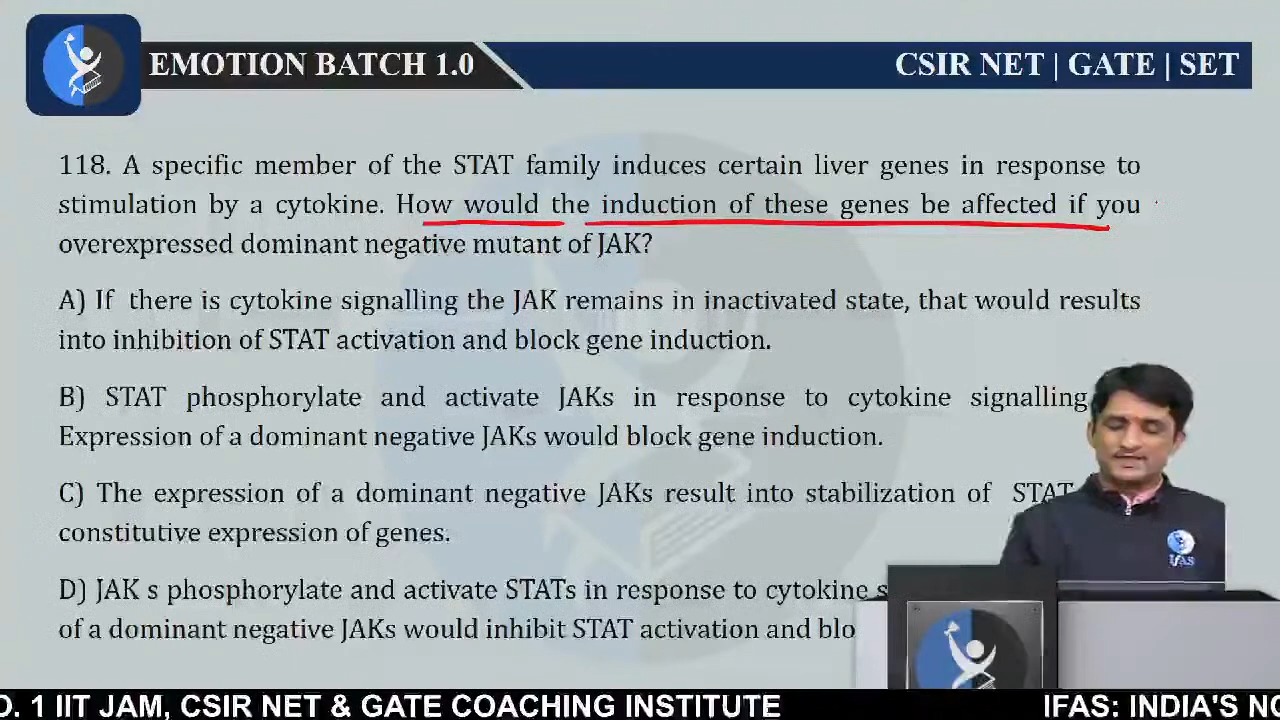 EMOTION BATCH 1.0
CSIR NET | GATE | SET
118. A specific member of the STAT family induces certain liver genes in response to
stimulation by a cytokine. How would the induction of these genes be affected if you
overexpressed dominant negative mutant of JAK?
A) If there is cytokine signalling the JAK remains in inactivated state, that would results
into inhibition of STAT activation and block gene induction.
B) STAT phosphorylate and activate JAKs in response to cytokine signalling.
Expression of a dominant negative JAKs would block gene induction.
C) The expression of a dominant negative JAKs result into stabilization of STAT
constitutive expression of genes.
D) JAK s phosphorylate and activate STATs in response to cytokine s
of a dominant negative JAKs would inhibit STAT activation and blo
IFAS
O. 1 IIT JAM, CSIR NET & GATE COACHING INSTITUTE
IFAS: INDIA'S NO